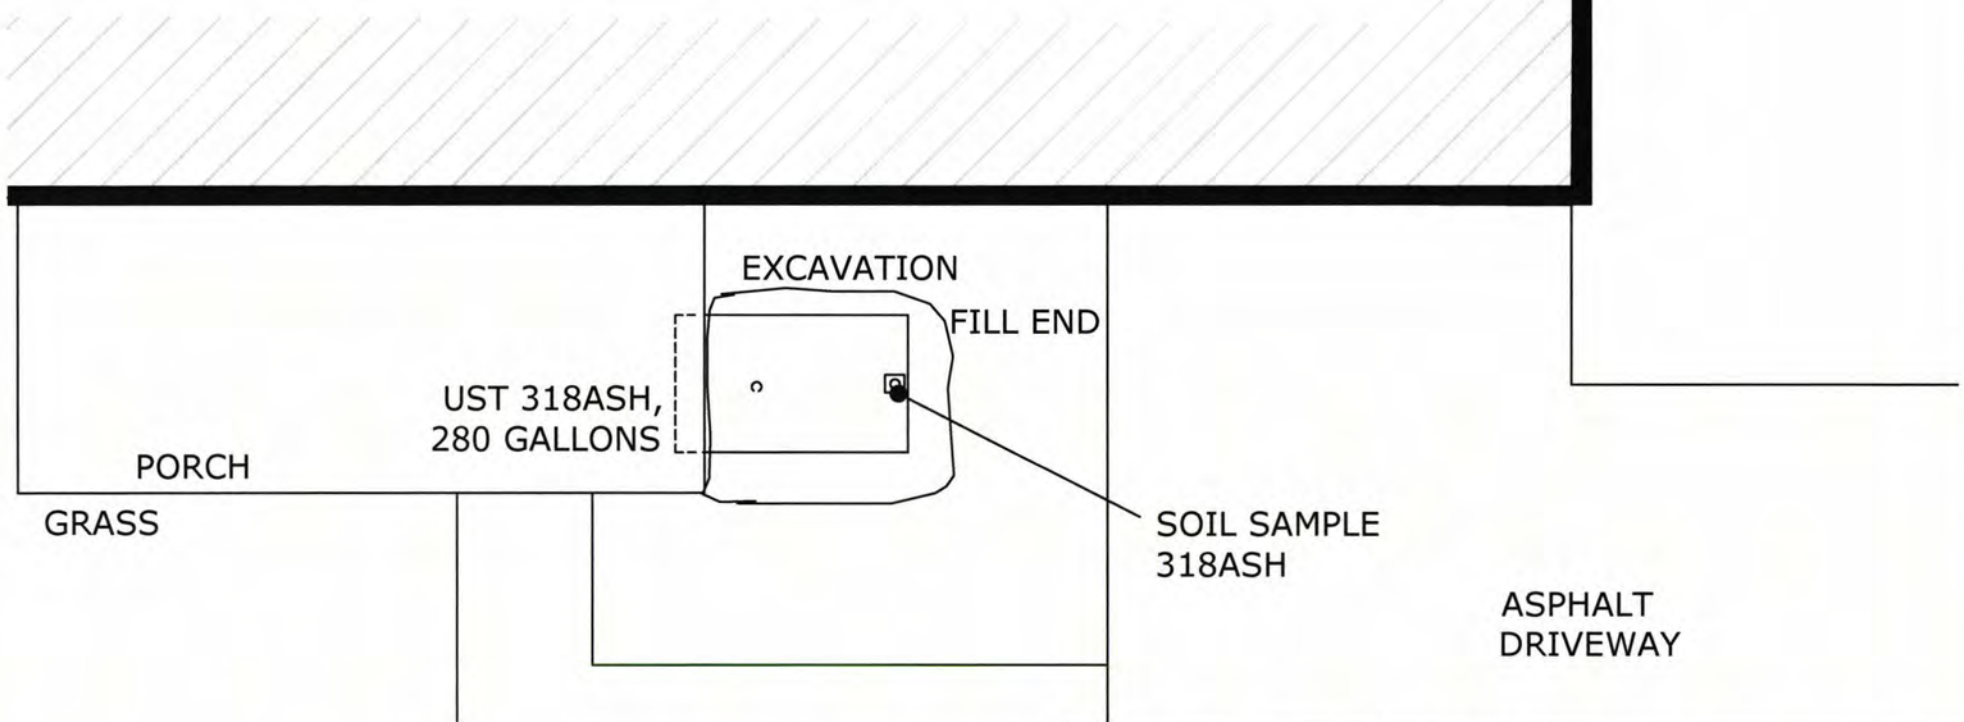 EXCAVATION
FILL END
UST 318ASH,
280 GALLONS
PORCH
GRASS
SOIL SAMPLE
318ASH
ASPHALT
DRIVEWAY